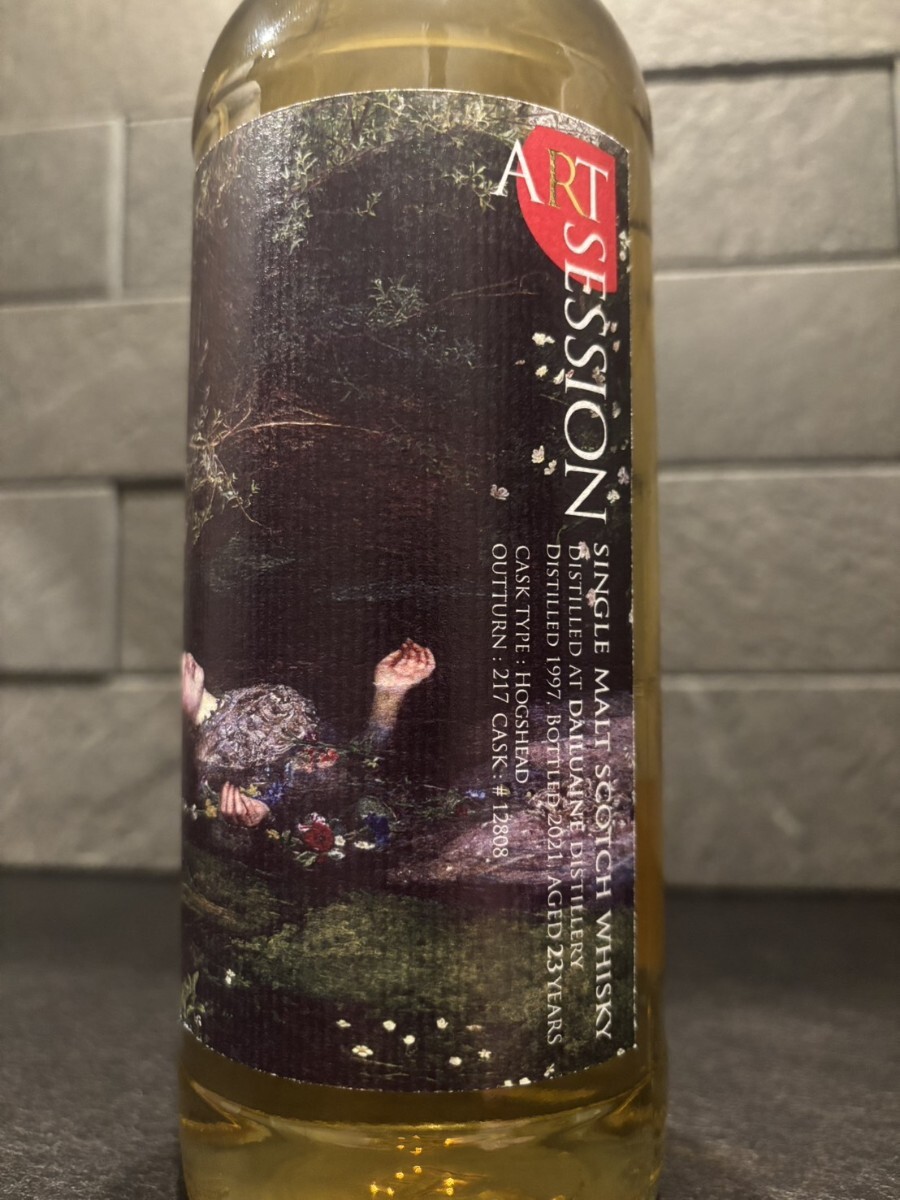 ART
SESSION
SINGLE MALT SCOTCH WHISKY
DISTILLED AT DAILUAINE DISTILLERY
DISTILLED 1997, BOTTLED 2021, AGED 23 YEARS
CASK TYPE : HOGSHEAD
OUTTURN : 217 CASK : # 12808